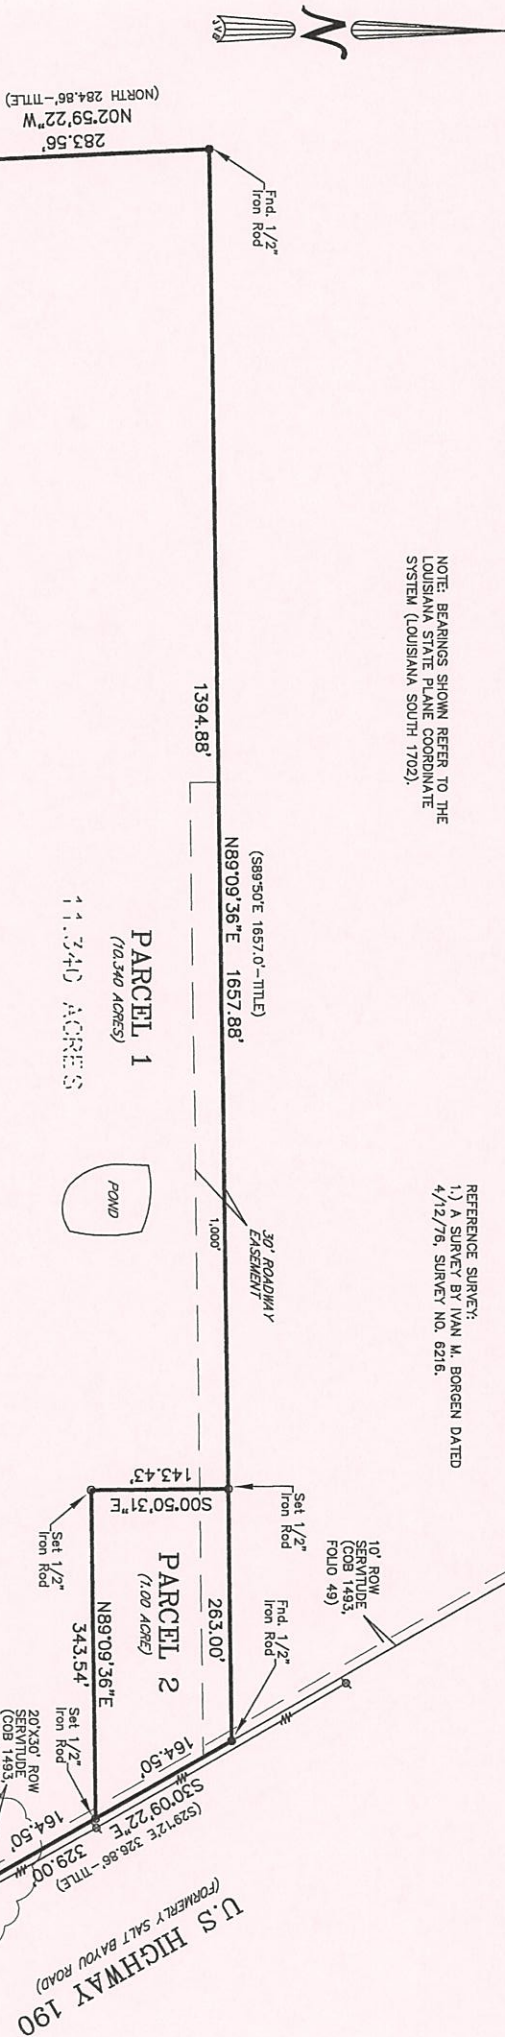 N
JVB
283.56'
N02°59'22"W
(NORTH 284.86'-TITLE)
Fnd. 1/2"
Iron Rod
NOTE: BEARINGS SHOWN REFER TO THE
LOUISIANA STATE PLANE COORDINATE
SYSTEM (LOUISIANA SOUTH 1702).
1394.88'
(S89°50'E 1657.0'-TITLE)
N89°09'36"E 1657.88'
PARCEL 1
(10.340 ACRES)
11.340 ACRES
POND
1,000'
30' ROADWAY
EASEMENT
REFERENCE SURVEY:
1.) A SURVEY BY IVAN M. BORGEN DATED
4/12/76, SURVEY NO. 6216.
143.43'
S00°50'31"E
Set 1/2"
Iron Rod
Set 1/2"
Iron Rod
10' ROW
SERVITUDE
(COB 1493,
FOLIO 49)
Fnd. 1/2"
Iron Rod
263.00'
PARCEL 2
(1.00 ACRE)
N89°09'36"E
343.54'
Set 1/2"
Iron Rod
20'X30' ROW
SERVITUDE
(COB 1493,
164.50'
164.50'
S30°09'22"E
329.00'
(S29°12'E 326.86'-TITLE)
U.S HIGHWAY 190
(FORMERLY SALT BAYOU ROAD)